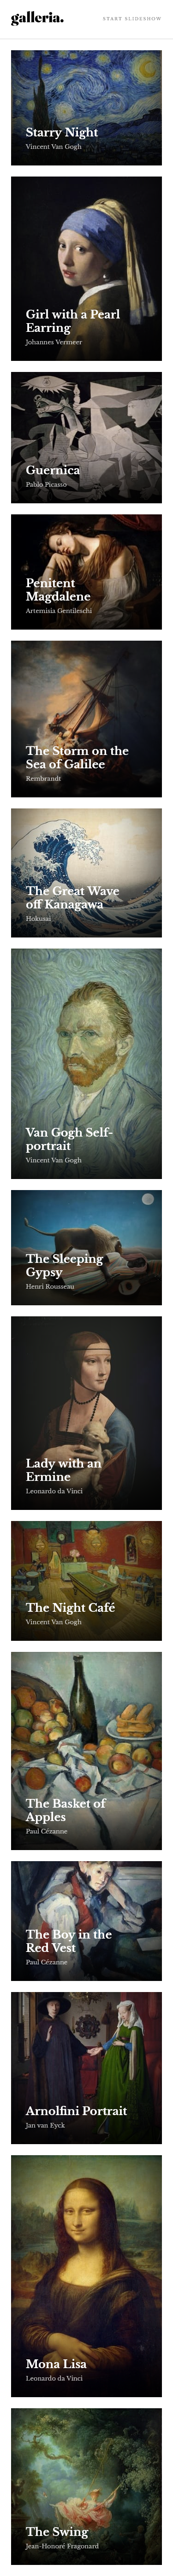 galleria.
START SLIDESHOW
Starry Night
Vincent Van Gogh
Girl with a Pearl
Earring
Johannes Vermeer
Guernica
Pablo Picasso
Penitent
Magdalene
Artemisia Gentileschi
The Storm on the
Sea of Galilee
Rembrandt
The Great Wave
off Kanagawa
Hokusai
Van Gogh Self-
portrait
Vincent Van Gogh
The Sleeping
Gypsy
Henri Rousseau
Lady with an
Ermine
Leonardo da Vinci
The Night Café
Vincent Van Gogh
The Basket of
Apples
Paul Cézanne
The Boy in the
Red Vest
Paul Cézanne
Arnolfini Portrait
Jan van Eyck
Mona Lisa
Leonardo da Vinci
The Swing
Jean-Honoré Fragonard